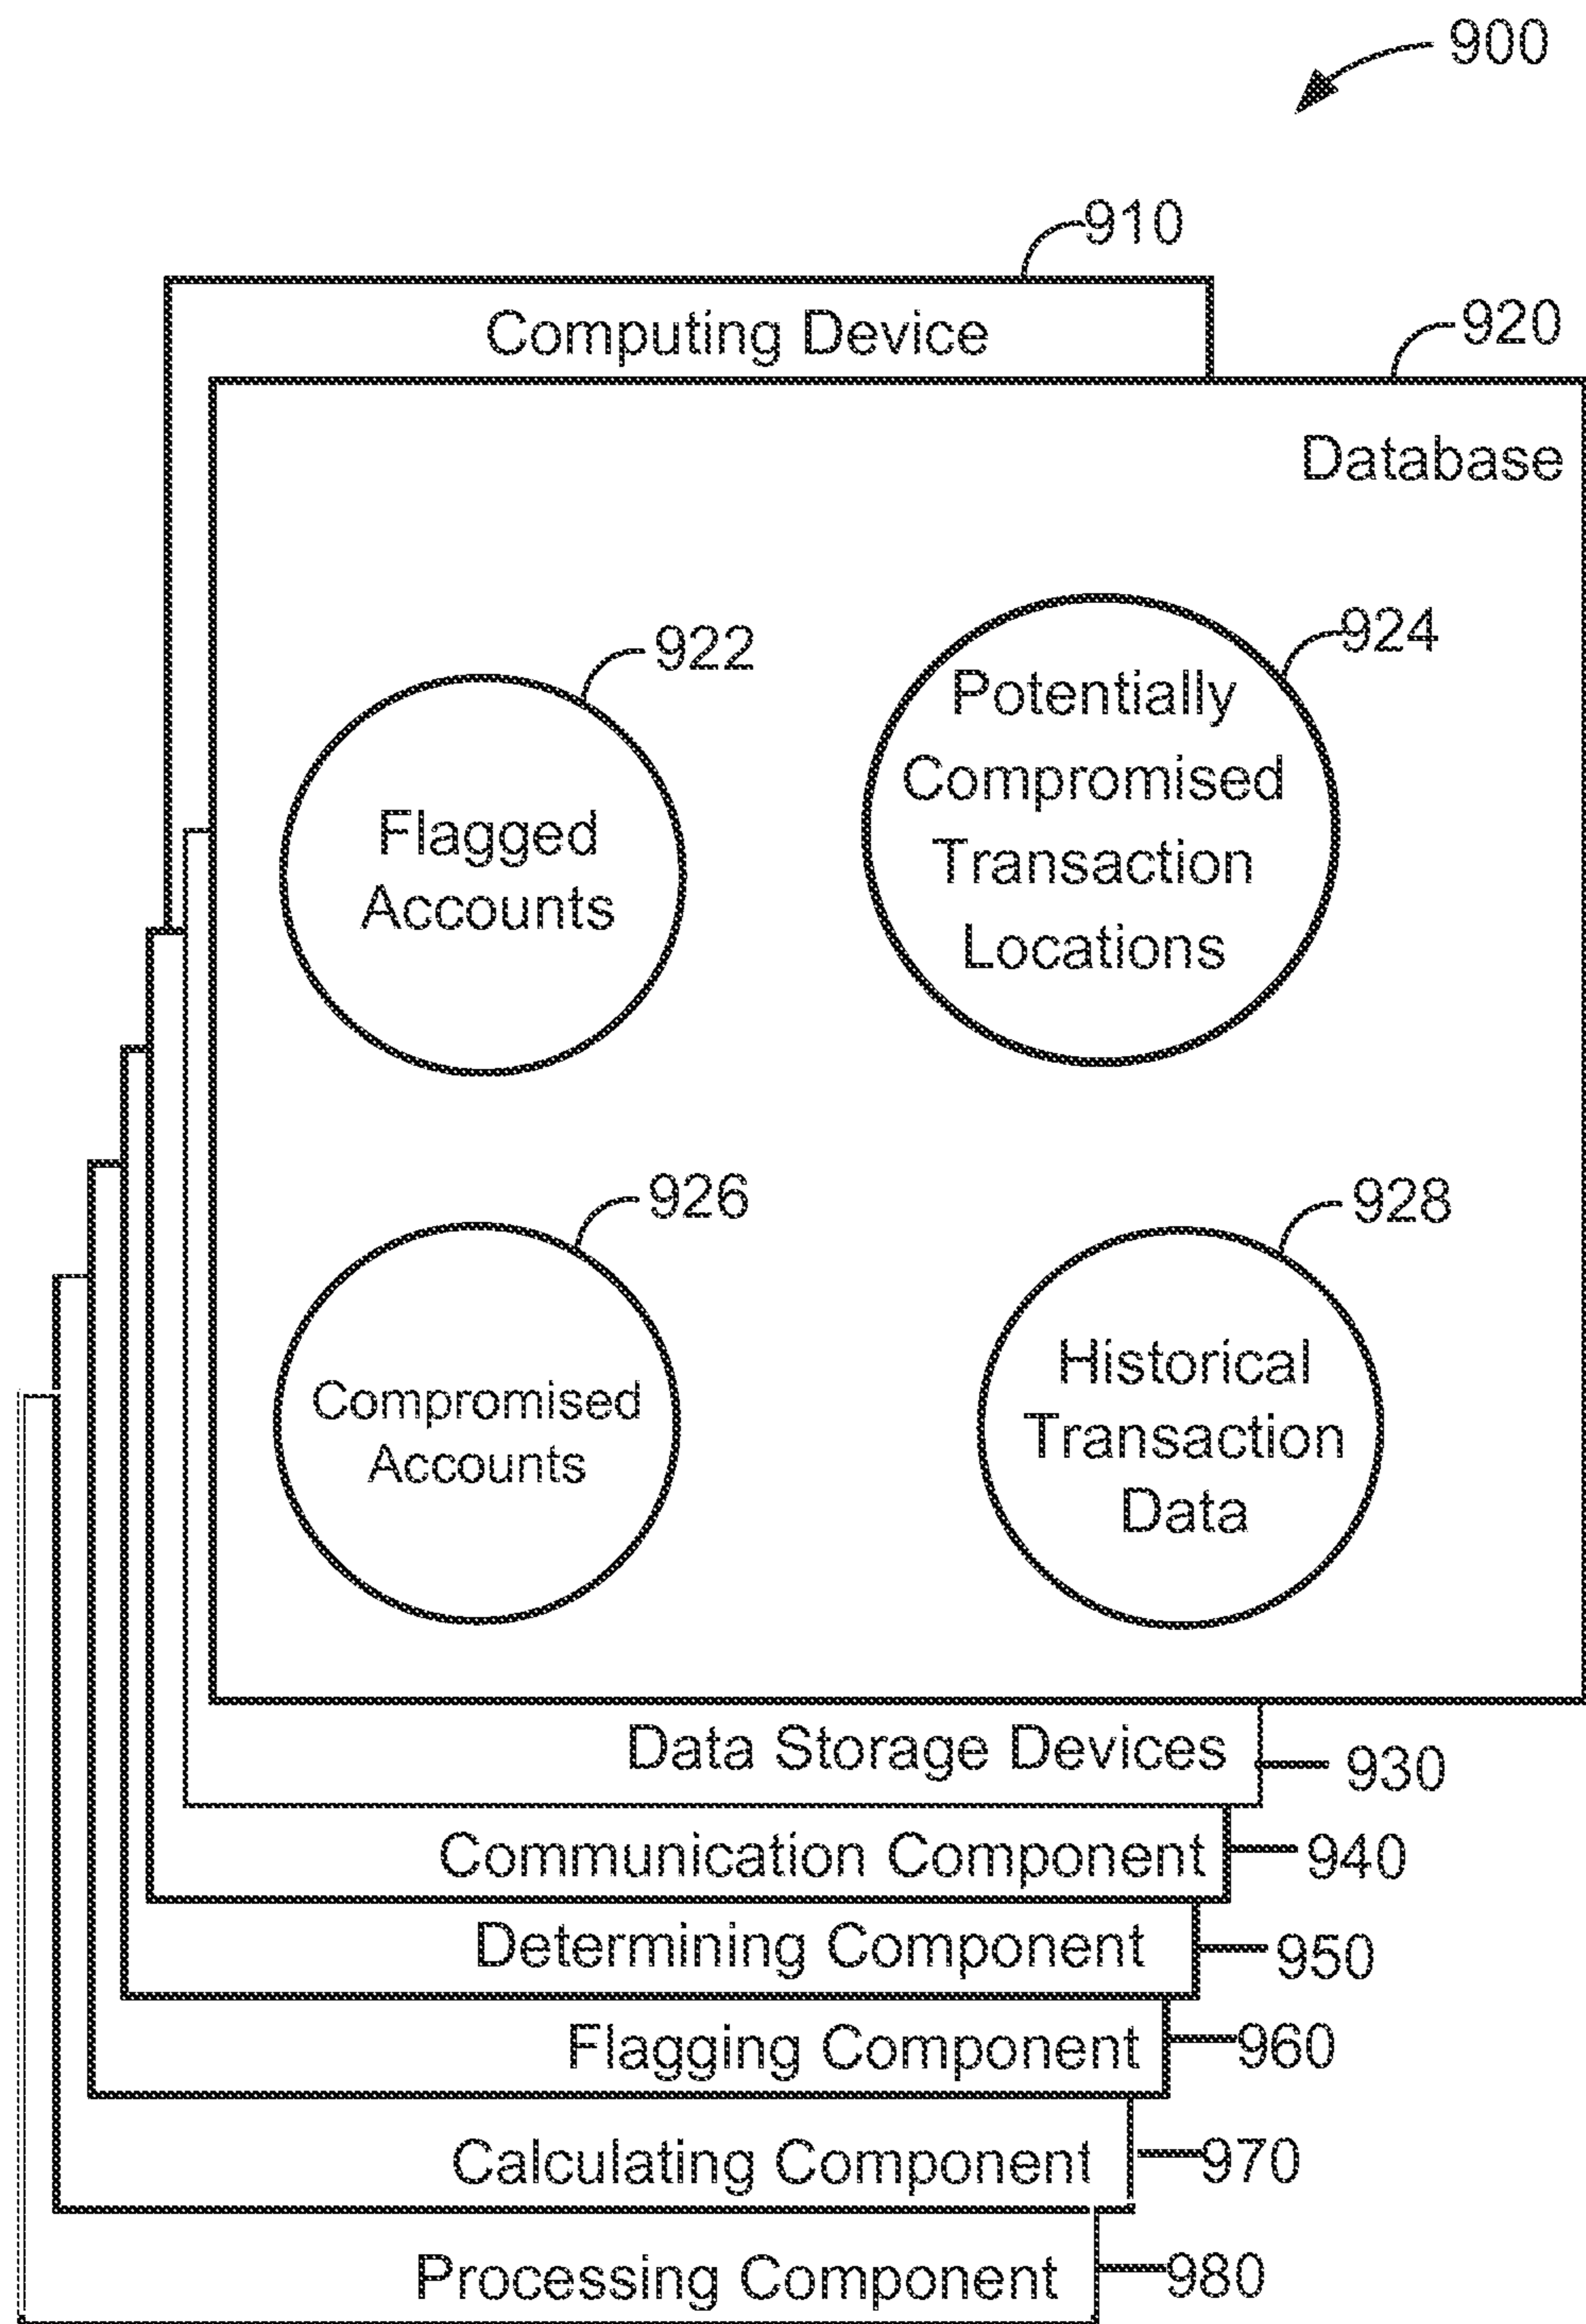 900
910
Computing Device
920
Database
922
924
Flagged
Accounts
Potentially
Compromised
Transaction
Locations
926
928
Compromised
Accounts
Historical
Transaction
Data
Data Storage Devices
930
Communication Component
940
Determining Component
950
Flagging Component
960
Calculating Component
970
Processing Component
980